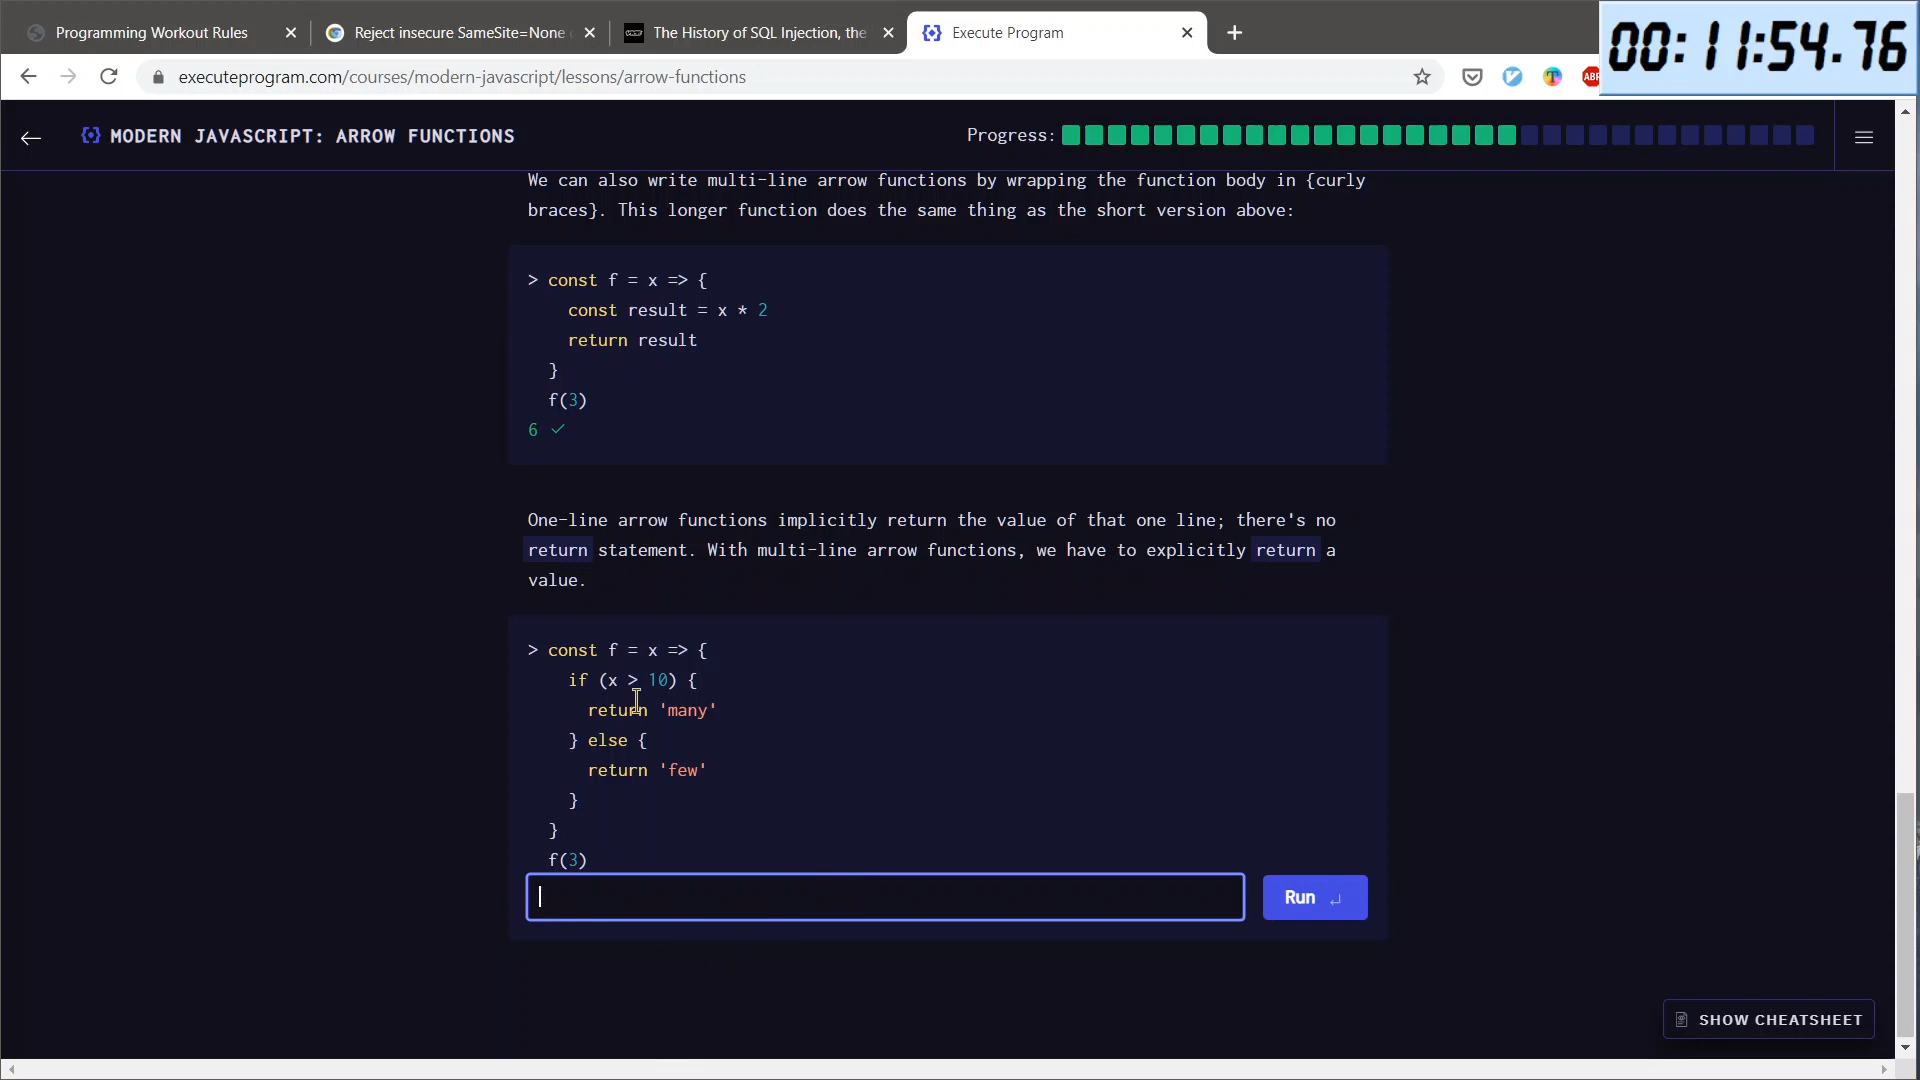 Programming Workout Rules
Reject insecure SameSite=None
The History of SQL Injection, the
Execute Program
00:11:54.76
executeprogram.com/courses/modern-javascript/lessons/arrow-functions
ABP
MODERN JAVASCRIPT: ARROW FUNCTIONS
Progress:
We can also write multi-line arrow functions by wrapping the function body in {curly
braces}. This longer function does the same thing as the short version above:
> const f = x => {
const result = x * 2
return result
}
f(3)
6 ✓
One-line arrow functions implicitly return the value of that one line; there's no
return statement. With multi-line arrow functions, we have to explicitly return a
value.
> const f = x => {
if (x > 10) {
return 'many'
} else {
return 'few'
}
}
f(3)
Run ↵
SHOW CHEATSHEET